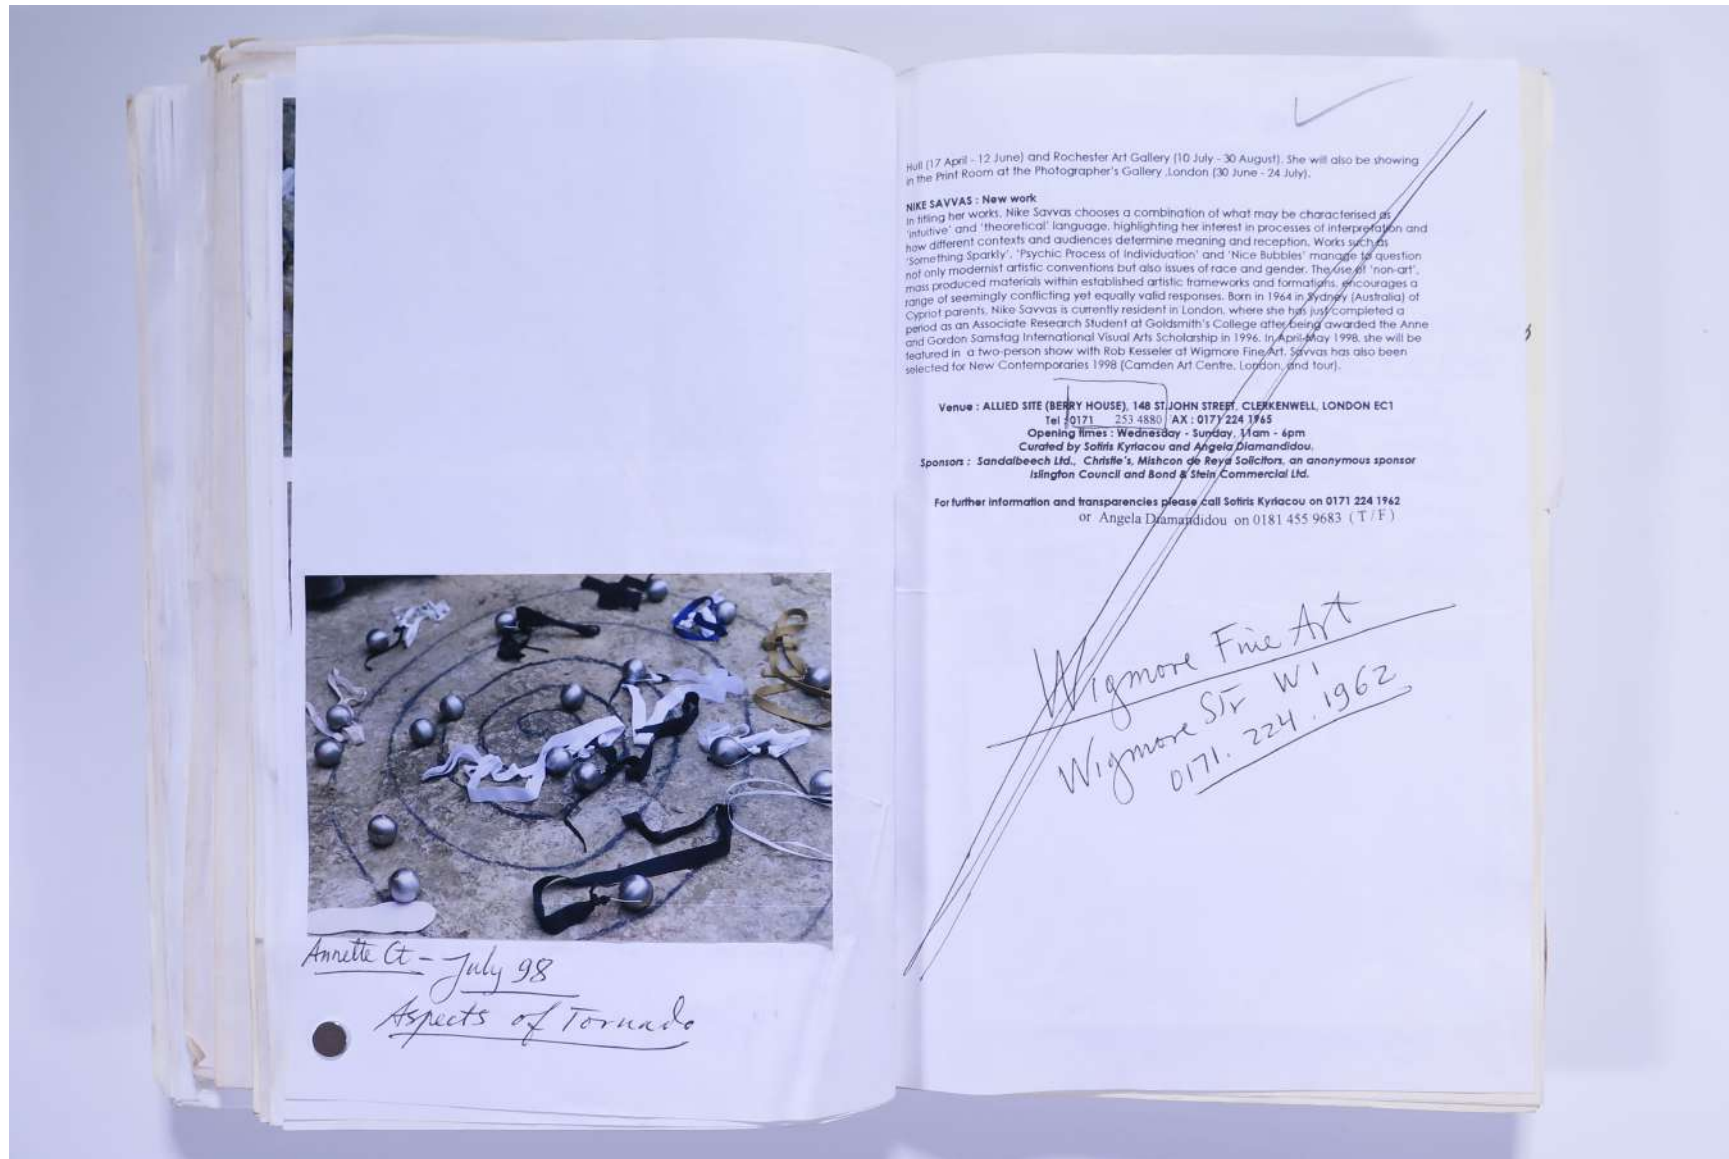 Annette Ct - July 98
Aspects of Tornado
Hull (17 April - 12 June) and Rochester Art Gallery (10 July - 30 August). She will also be showing
in the Print Room at the Photographer's Gallery ,London (30 June - 24 July).
NIKE SAVVAS : New work
In titling her works, Nike Savvas chooses a combination of what may be characterised as
'intuitive' and 'theoretical' language, highlighting her interest in processes of interpretation and
how different contexts and audiences determine meaning and reception. Works such as
'Something Sparkly', 'Psychic Process of Individuation' and 'Nice Bubbles' manage to question
not only modernist artistic conventions but also issues of race and gender. The use of 'non-art',
mass produced materials within established artistic frameworks and formations, encourages a
range of seemingly conflicting yet equally valid responses. Born in 1964 in Sydney (Australia) of
Cypriot parents, Nike Savvas is currently resident in London, where she has just completed a
period as an Associate Research Student at Goldsmith's College after being awarded the Anne
and Gordon Samstag International Visual Arts Scholarship in 1996. In April-May 1998, she will be
featured in a two-person show with Rob Kesseler at Wigmore Fine Art. Savvas has also been
selected for New Contemporaries 1998 (Camden Art Centre, London, and tour).
Venue : ALLIED SITE (BERRY HOUSE), 148 ST.JOHN STREET, CLERKENWELL, LONDON EC1
Tel :0171 253 4880 AX : 0171 224 1965
Opening times : Wednesday - Sunday, 11am - 6pm
Curated by Sotiris Kyriacou and Angela Diamandidou.
Sponsors : Sandalbeech Ltd., Christie's, Mishcon de Reya Solicitors, an anonymous sponsor
Islington Council and Bond & Stein Commercial Ltd.
For further information and transparencies please call Sotiris Kyriacou on 0171 224 1962
or Angela Diamandidou on 0181 455 9683 (T/F)
Wigmore Fine Art
Wigmore Str W1
0171. 224. 1962